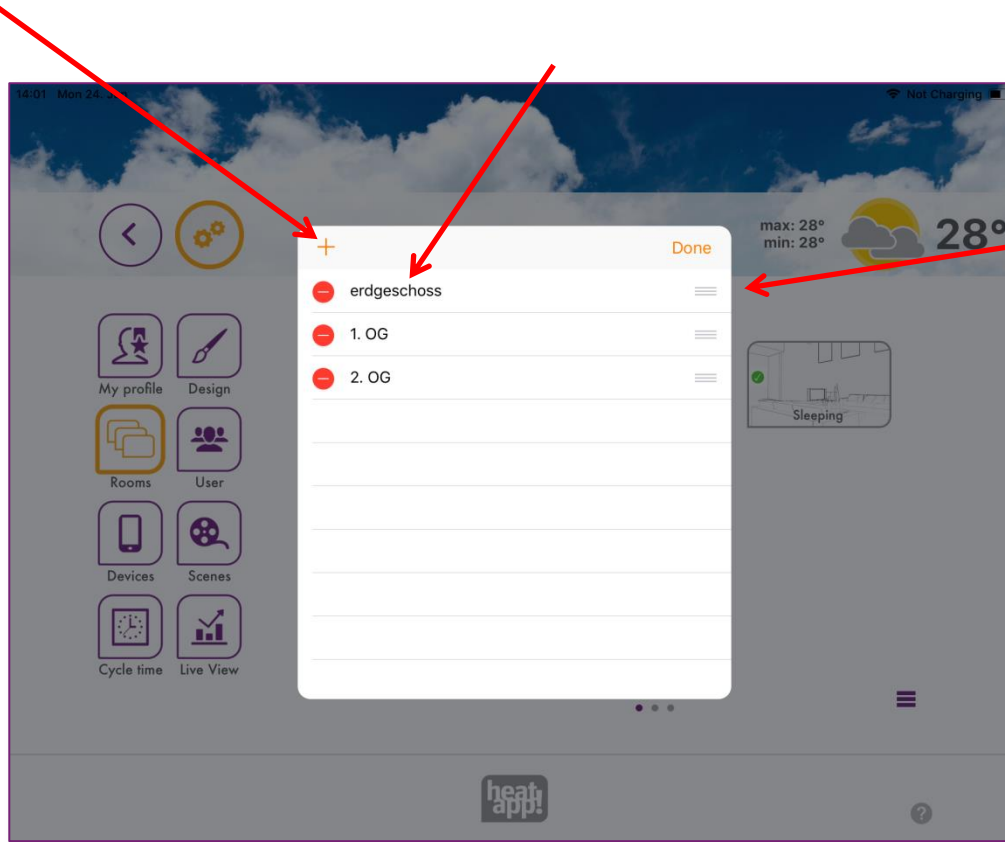 14:01 Mon 24. Jan
Not Charging
max: 28°
min: 28°
28°
+ Done
erdgeschoss
1. OG
2. OG
My profile Design
Sleeping
Rooms User
Devices Scenes
Cycle time Live View
heat
app!
?